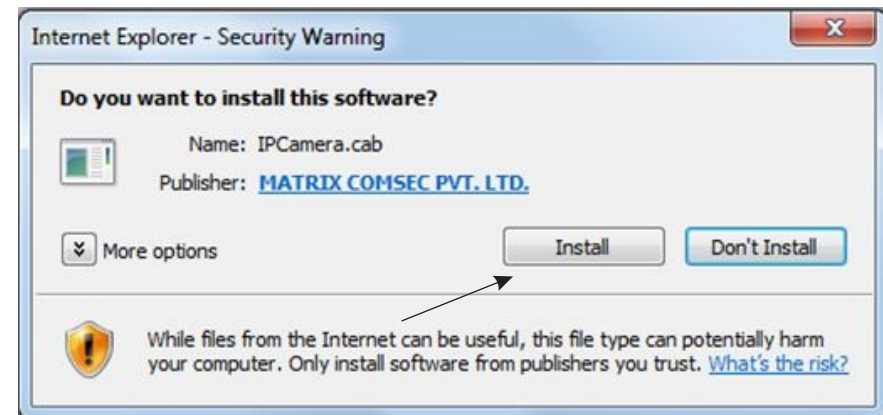 Internet Explorer - Security Warning
Do you want to install this software?
Name: IPCamera.cab
Publisher: MATRIX COMSEC PVT. LTD.
More options
Install
Don't Install
While files from the Internet can be useful, this file type can potentially harm
your computer. Only install software from publishers you trust. What's the risk?